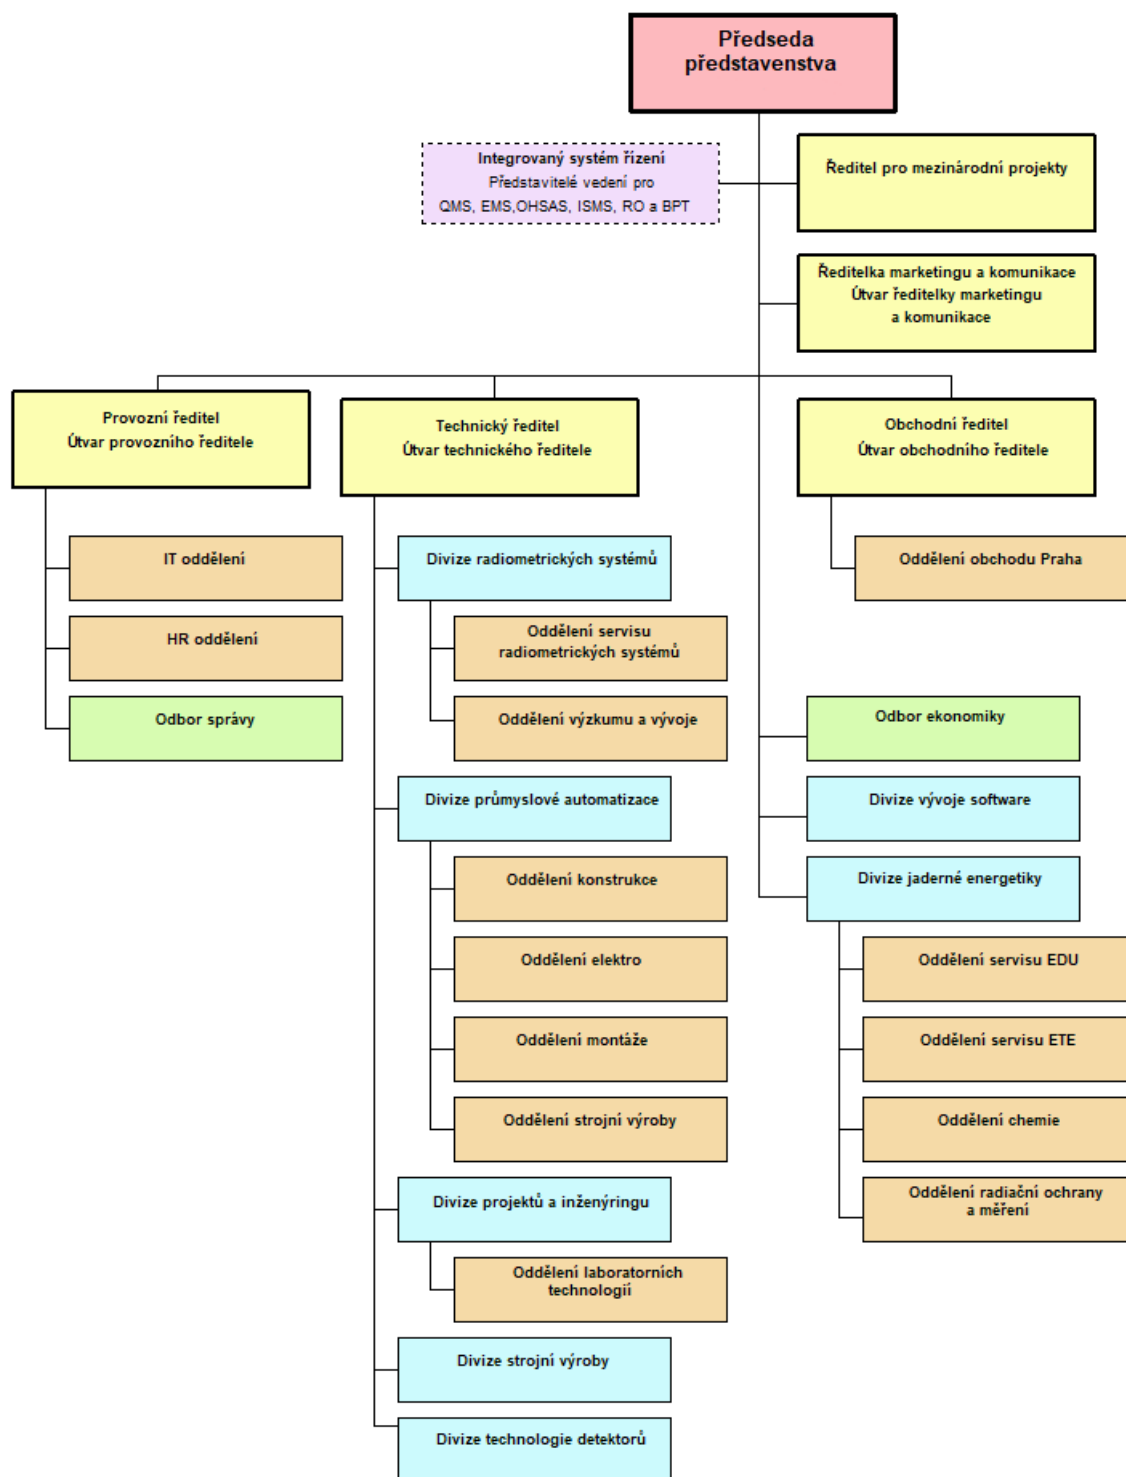 Předseda
představenstva
Integrovaný systém řízení
Představitelé vedení pro
QMS, EMS,OHSAS, ISMS, RO a BPT
Ředitel pro mezinárodní projekty
Ředitelka marketingu a komunikace
Útvar ředitelky marketingu
a komunikace
Provozní ředitel
Útvar provozního ředitele
Technický ředitel
Útvar technického ředitele
Obchodní ředitel
Útvar obchodního ředitele
IT oddělení
HR oddělení
Odbor správy
Divize radiometrických systémů
Oddělení servisu
radiometrických systémů
Oddělení výzkumu a vývoje
Divize průmyslové automatizace
Oddělení konstrukce
Oddělení elektro
Oddělení montáže
Oddělení strojní výroby
Divize projektů a inženýringu
Oddělení laboratorních
technologií
Divize strojní výroby
Divize technologie detektorů
Oddělení obchodu Praha
Odbor ekonomiky
Divize vývoje software
Divize jaderné energetiky
Oddělení servisu EDU
Oddělení servisu ETE
Oddělení chemie
Oddělení radiační ochrany
a měření